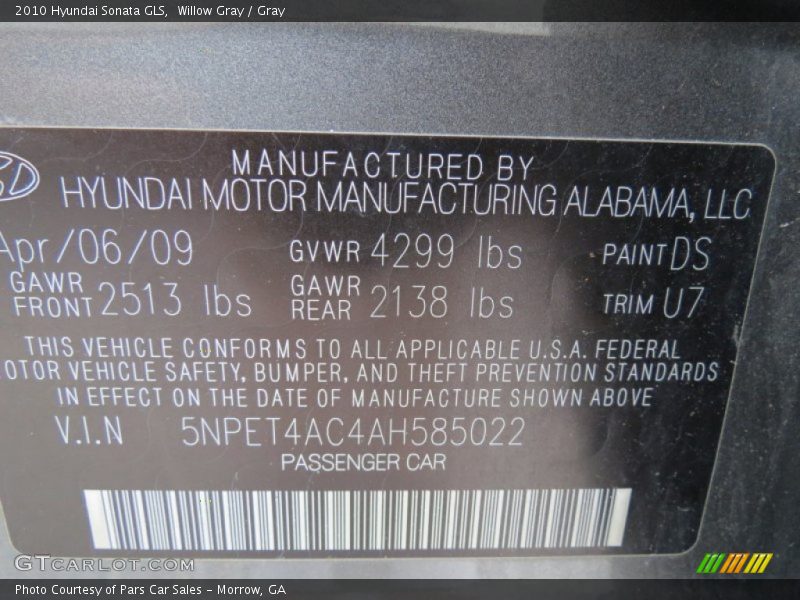 2010 Hyundai Sonata GLS, Willow Gray / Gray
MANUFACTURED BY
HYUNDAI MOTOR MANUFACTURING ALABAMA, LLC
Apr/06/09 GVWR 4299 lbs PAINT DS
GAWR FRONT 2513 lbs GAWR REAR 2138 lbs TRIM U7
THIS VEHICLE CONFORMS TO ALL APPLICABLE U.S.A. FEDERAL
OTOR VEHICLE SAFETY, BUMPER, AND THEFT PREVENTION STANDARDS
IN EFFECT ON THE DATE OF MANUFACTURE SHOWN ABOVE
V.I.N 5NPET4AC4AH585022
PASSENGER CAR
GTCARLOT.COM
Photo Courtesy of Pars Car Sales - Morrow, GA